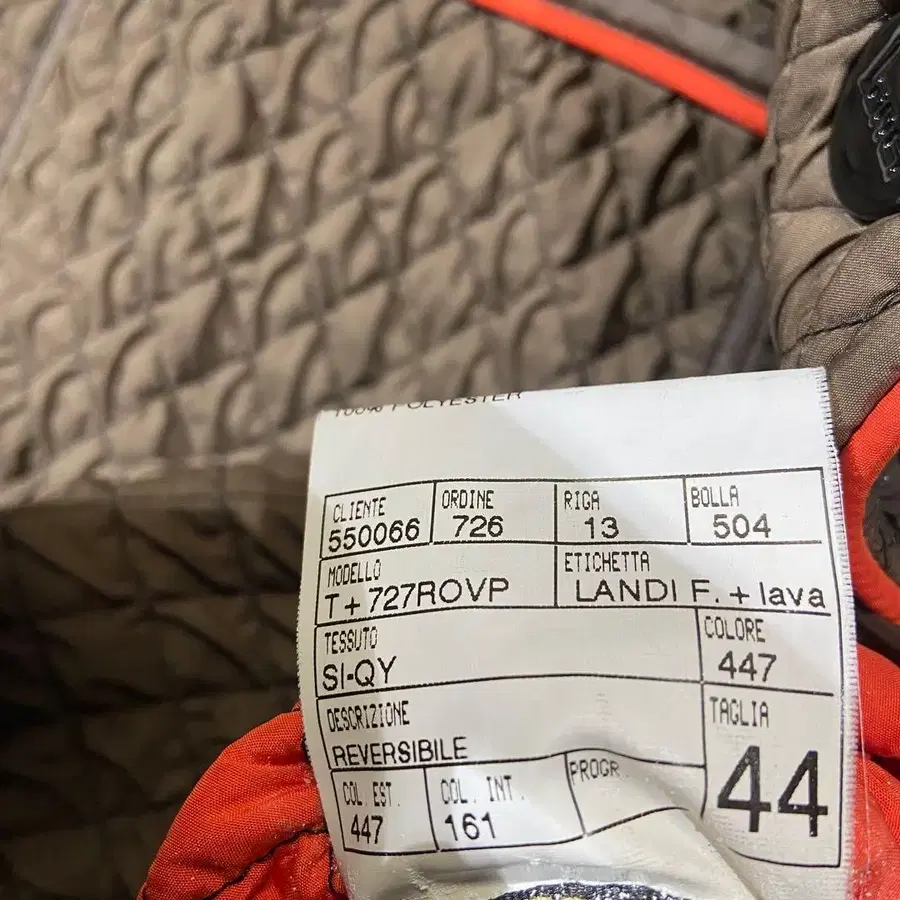 100% POLYESTER
CLIENTE ORDINE RIGA BOLLA
550066 726 13 504
MODELLO ETICHETTA
T+727ROVP LANDI F. + lava
TESSUTO COLORE
SI-QY 447
DESCRIZIONE TAGLIA
REVERSIBILE 44
COL. EST. COL. INT. PROGR.
447 161